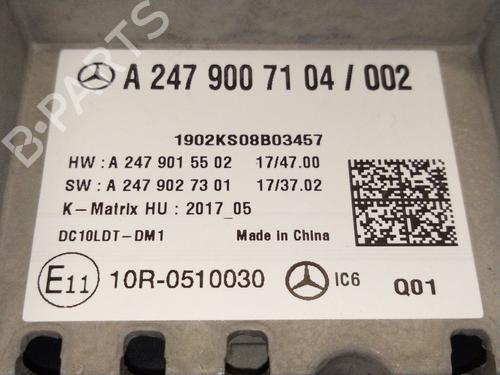 A 247 900 71 04 / 002
1902KS08B03457
HW : A 247 901 55 02 17/47.00
SW : A 247 902 73 01 17/37.02
K-Matrix HU : 2017_05
DC10LDT-DM1 Made in China
E11 10R-0510030 IC6 Q01